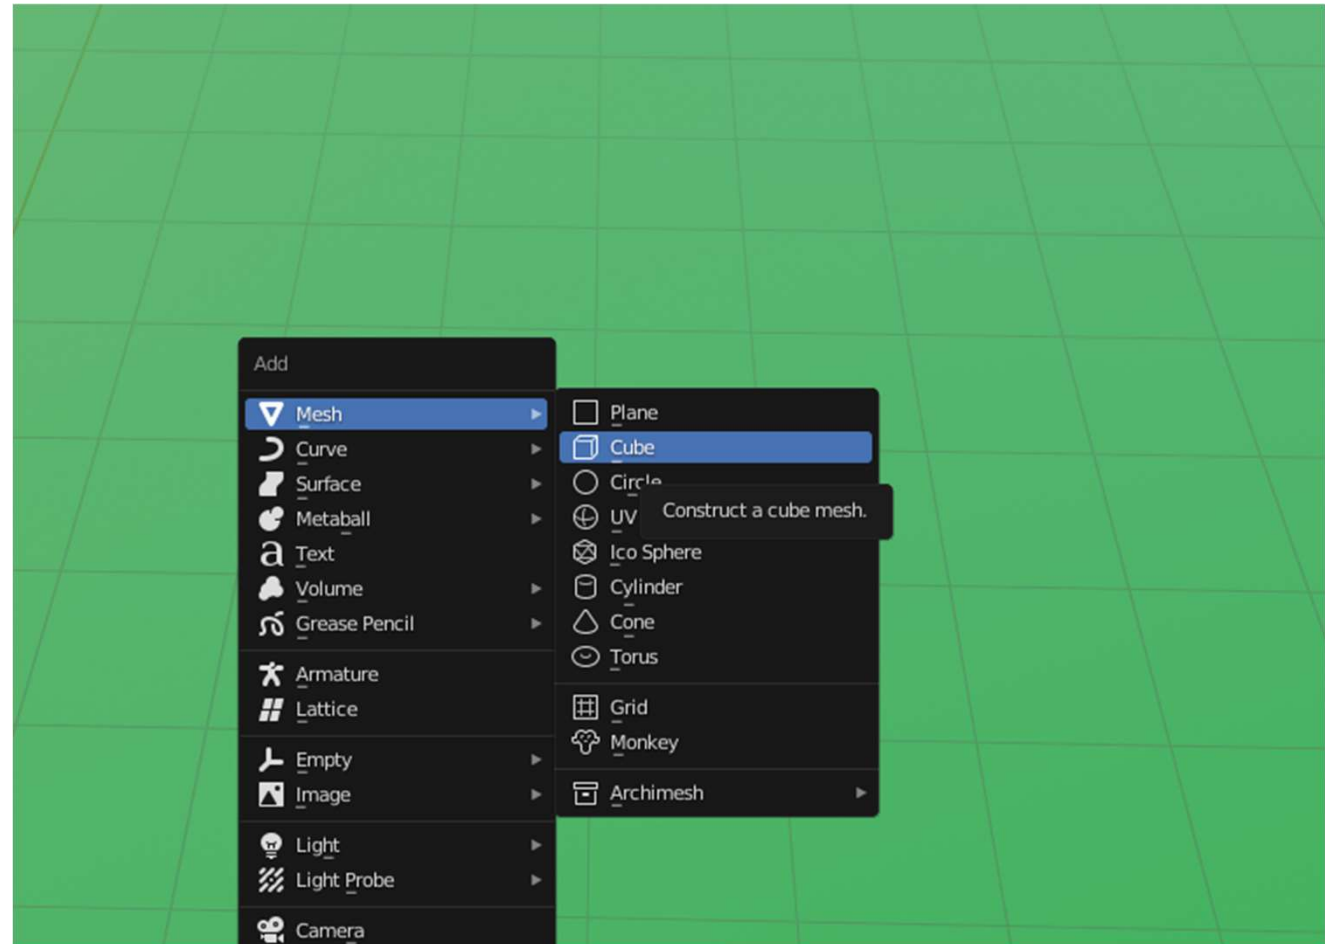 Add
Mesh
Curve
Surface
Metaball
Text
Volume
Grease Pencil
Armature
Lattice
Empty
Image
Light
Light Probe
Camera
Plane
Cube
Circle
UV
Construct a cube mesh.
Ico Sphere
Cylinder
Cone
Torus
Grid
Monkey
Archimesh